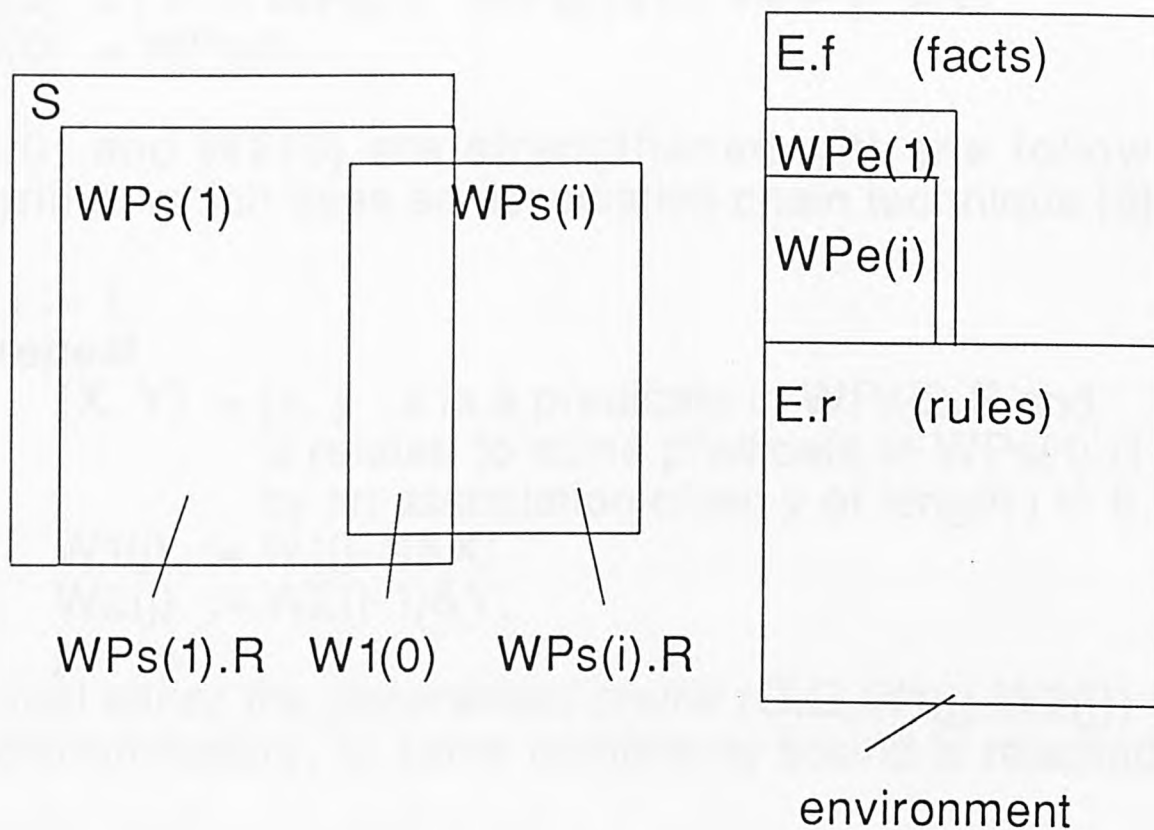 S
WPs(1)
WPs(i)
WPs(1).R W1(0) WPs(i).R
E.f (facts)
WPe(1)
WPe(i)
E.r (rules)
environment